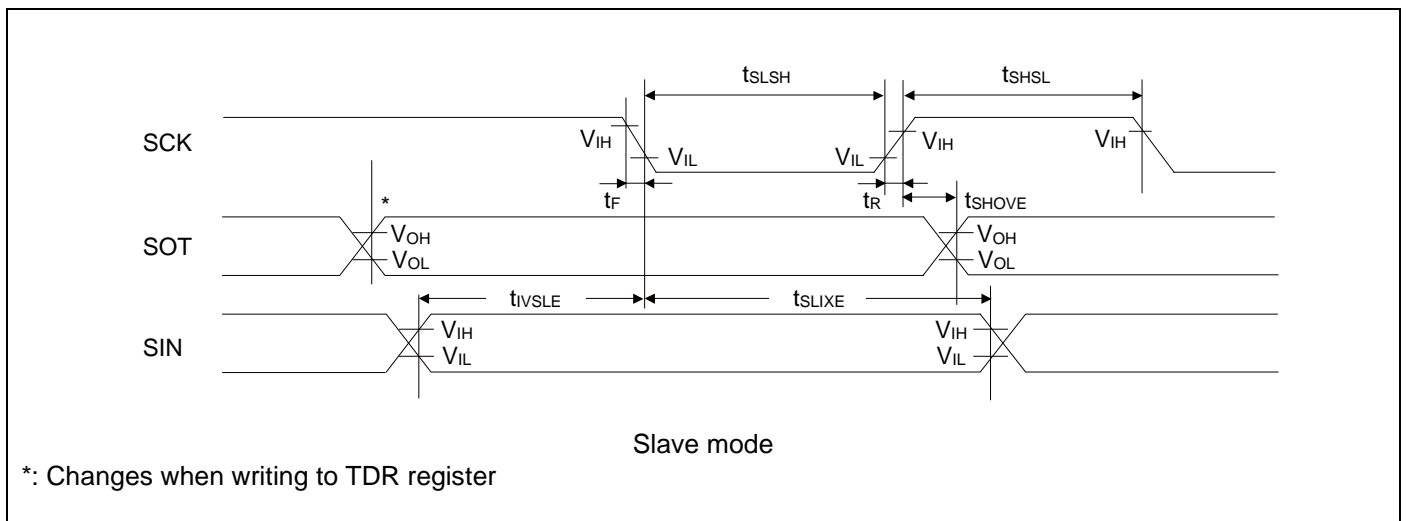 tSLSH tSHSL
SCK VIH VIL VIL VIH VIH
tF tR tSHOVE
*
SOT VOH VOH
VOL VOL
tIVSLE tSLIXE
SIN VIH VIH
VIL VIL
Slave mode
*: Changes when writing to TDR register